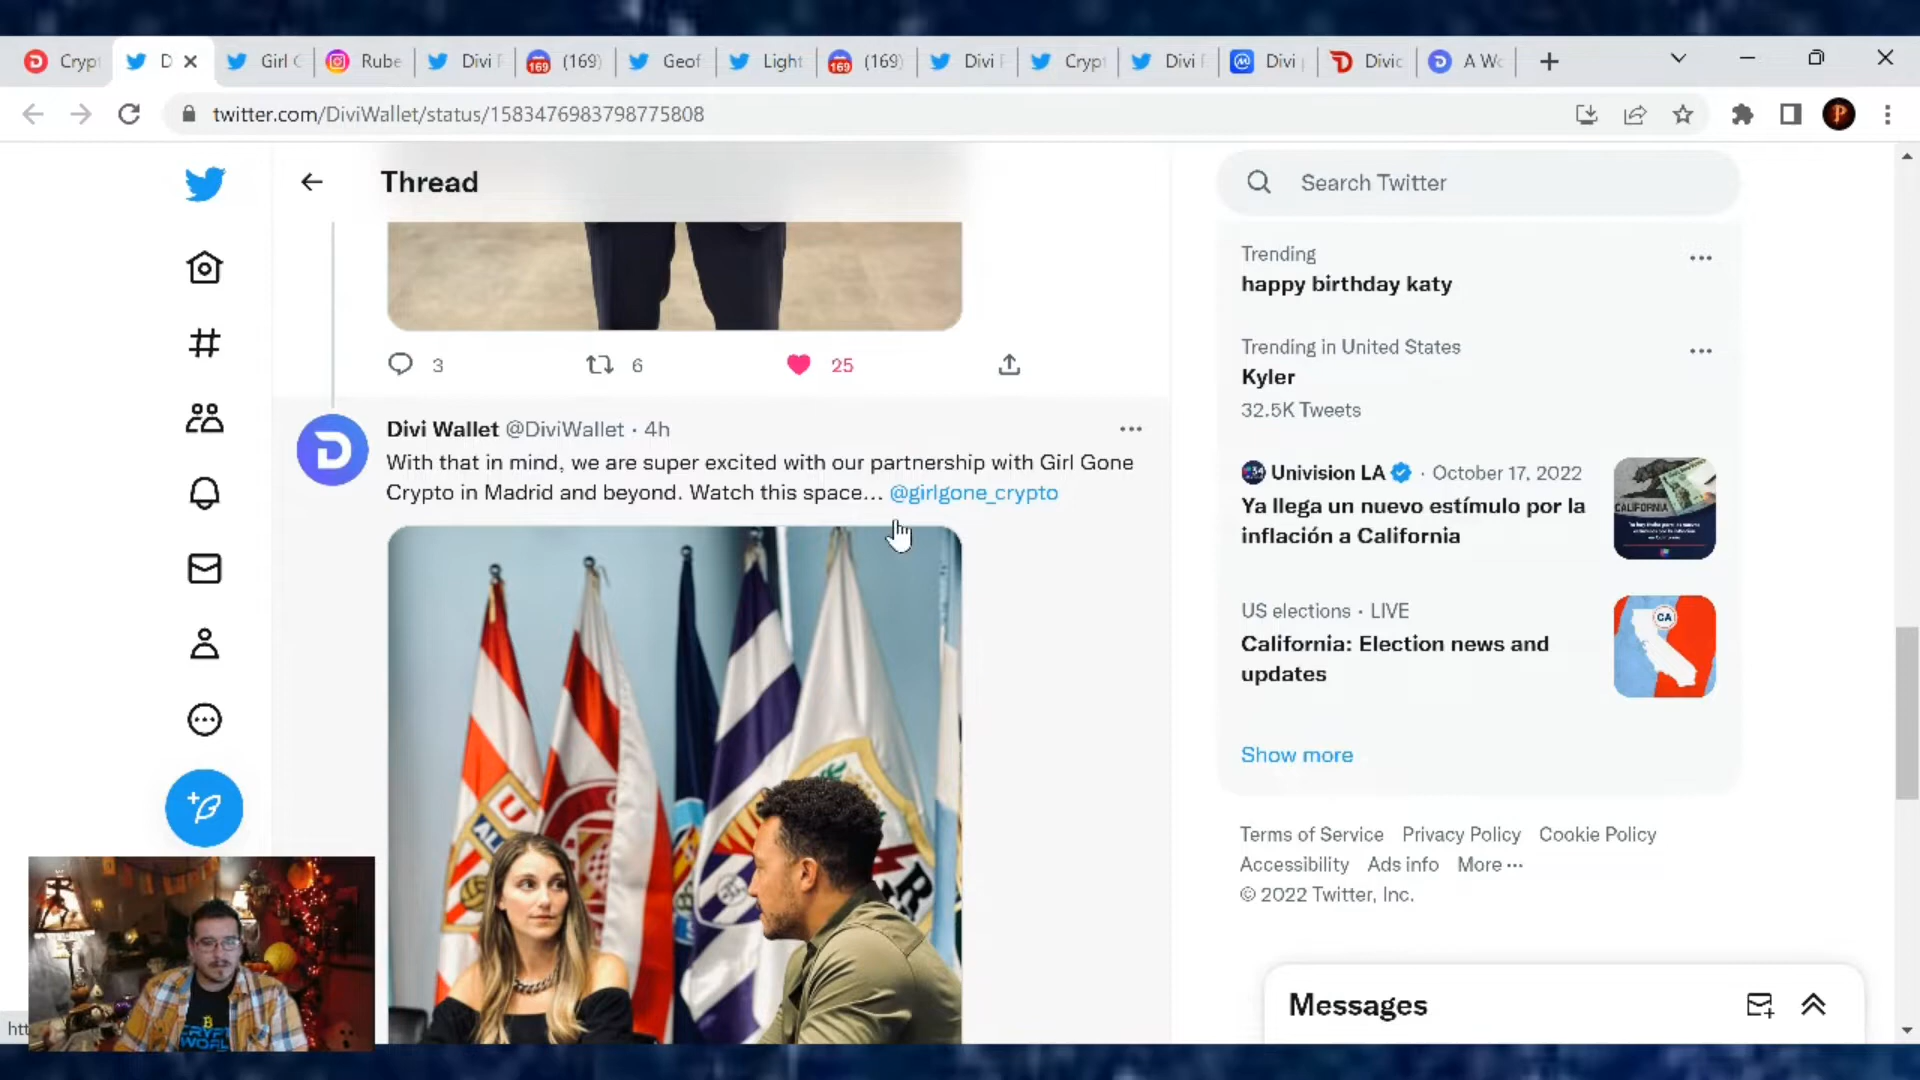 Cryp
D
Girl
Rube
Divi
(169)
Geof
Light
(169)
Divi
Cryp
Divi
Divi
Divic
A Wo
twitter.com/DiviWallet/status/1583476983798775808
P
Thread
Search Twitter
Trending
happy birthday katy
Trending in United States
Kyler
32.5K Tweets
3
6
25
Divi Wallet @DiviWallet · 4h
With that in mind, we are super excited with our partnership with Girl Gone
Crypto in Madrid and beyond. Watch this space... @girlgone_crypto
Univision LA · October 17, 2022
Ya llega un nuevo estímulo por la
inflación a California
CALIFORNIA
US elections · LIVE
California: Election news and
updates
CA
Show more
Terms of Service Privacy Policy Cookie Policy
Accessibility Ads info More ···
© 2022 Twitter, Inc.
Messages
htt